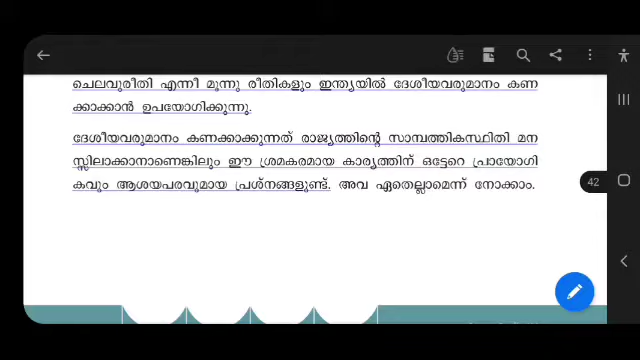 ചെലവുരീതി എന്നീ മൂന്നു രീതികളും ഇന്ത്യയിൽ ദേശീയവരുമാനം കണ
ക്കാക്കാൻ ഉപയോഗിക്കുന്നു.
ദേശീയവരുമാനം കണക്കാക്കുന്നത് രാജ്യത്തിന്റെ സാമ്പത്തികസ്ഥിതി മന
സ്സിലാക്കാനാണെങ്കിലും ഈ ശ്രമകരമായ കാര്യത്തിന് ഒട്ടേറെ പ്രായോഗി
കവും ആശയപരവുമായ പ്രശ്നങ്ങളുണ്ട്. അവ ഏതെല്ലാമെന്ന് നോക്കാം.
42